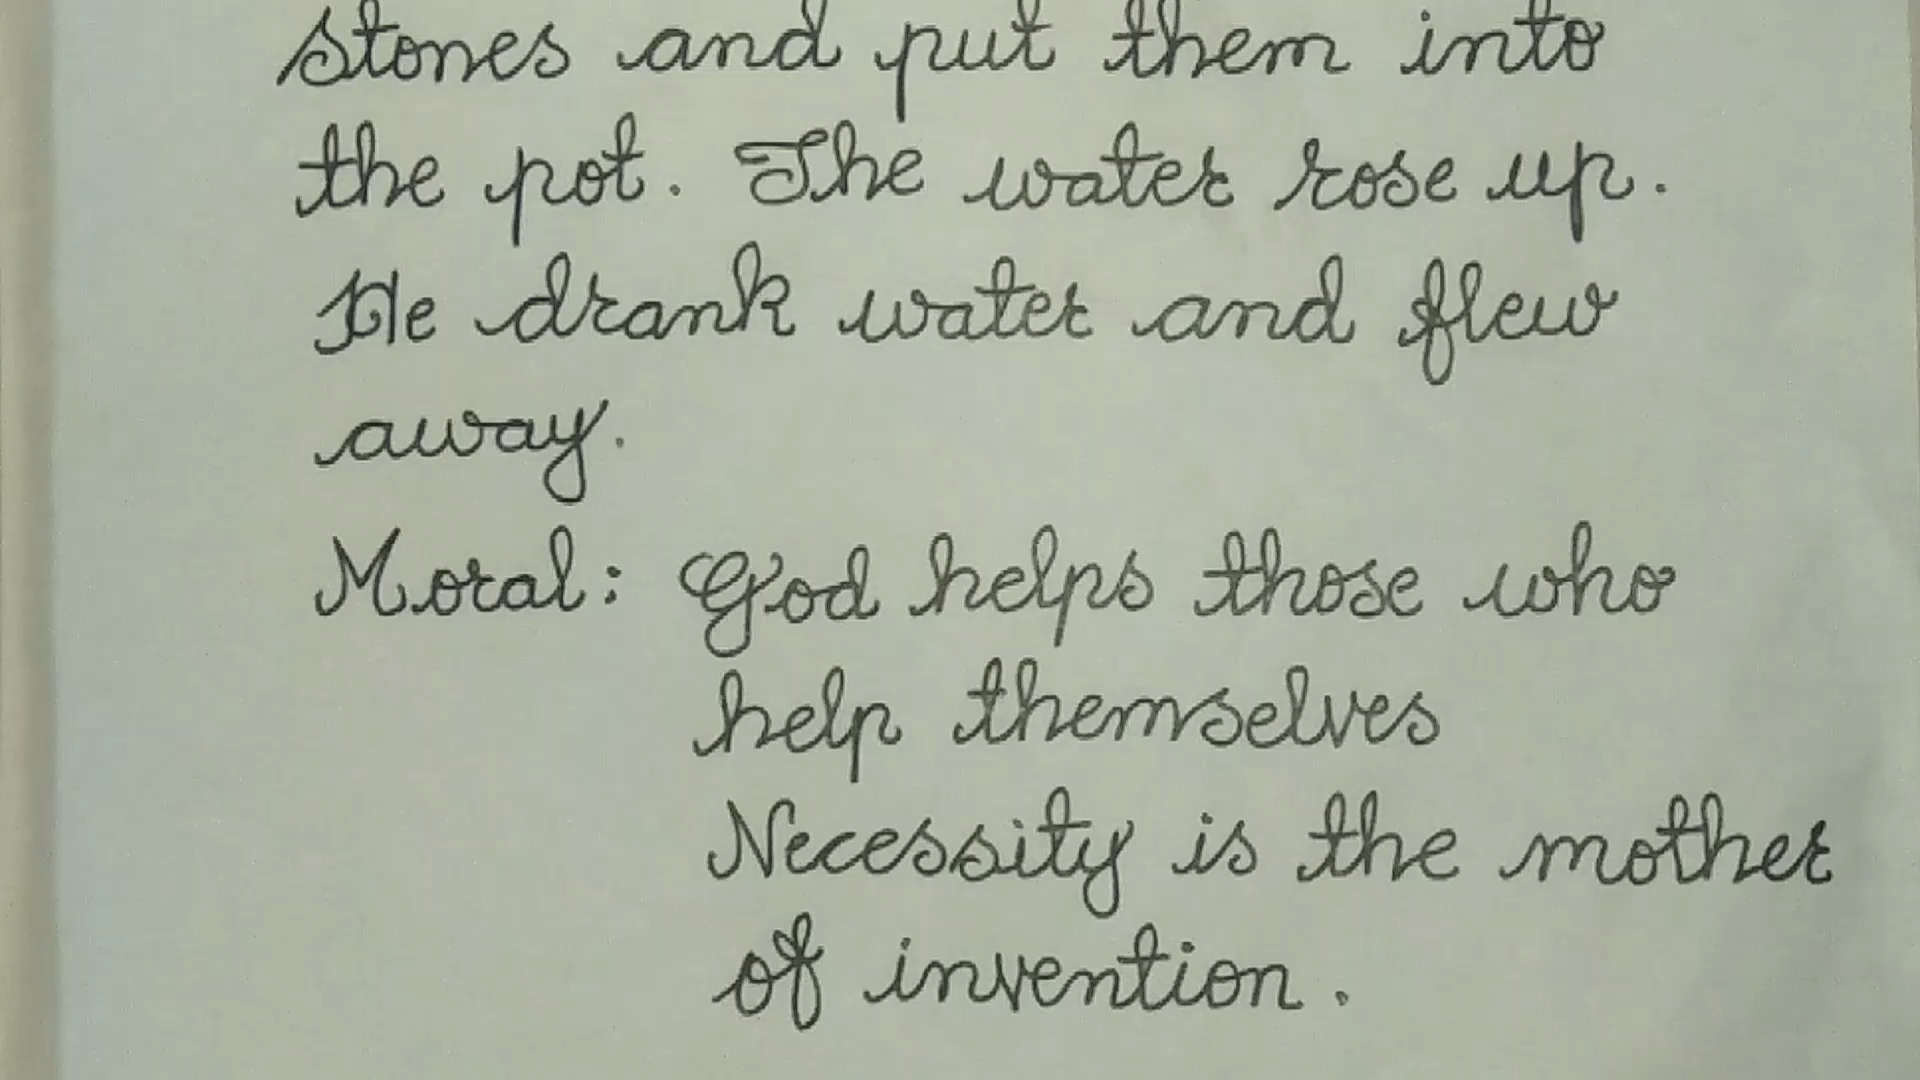 stones and put them into
the pot. The water rose up.
He drank water and flew
away.
Moral: God helps those who
help themselves
Necessity is the mother
of invention.